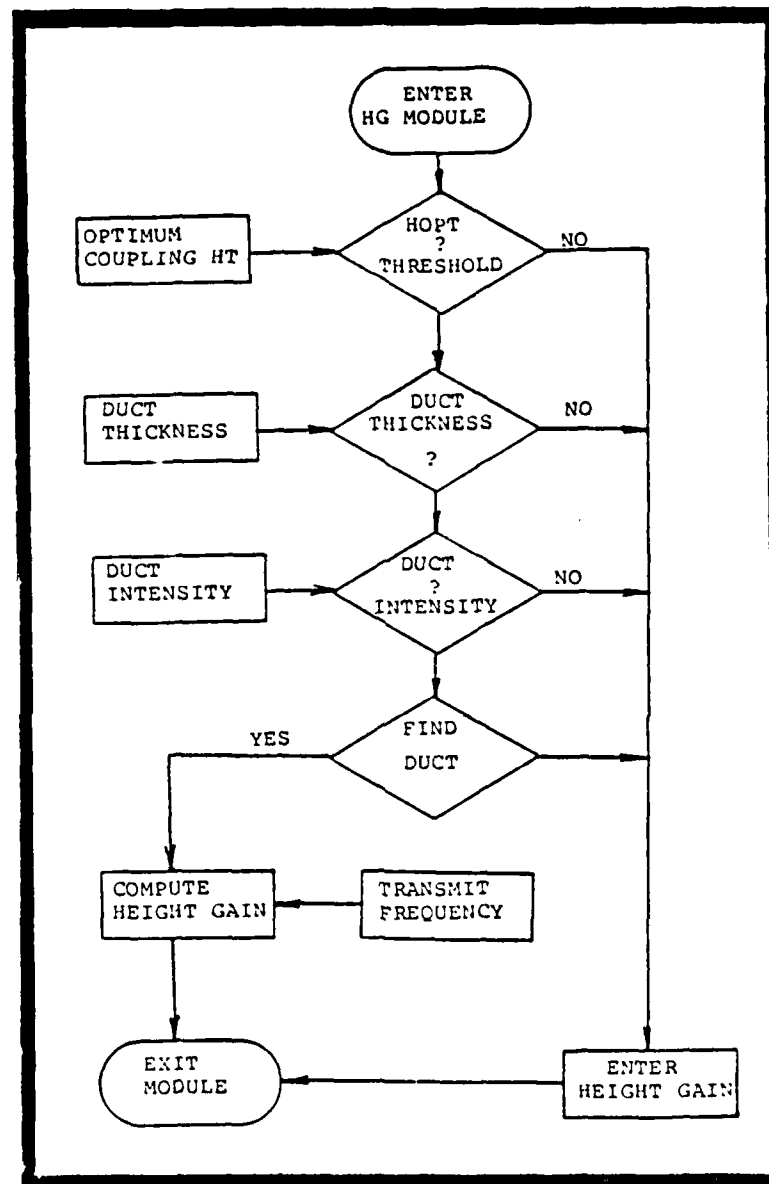 ENTER
HG MODULE
OPTIMUM
COUPLING HT
HOPT
?
THRESHOLD
NO
DUCT
THICKNESS
DUCT
THICKNESS
?
NO
DUCT
INTENSITY
DUCT
?
INTENSITY
NO
YES
FIND
DUCT
COMPUTE
HEIGHT GAIN
TRANSMIT
FREQUENCY
EXIT
MODULE
ENTER
HEIGHT GAIN